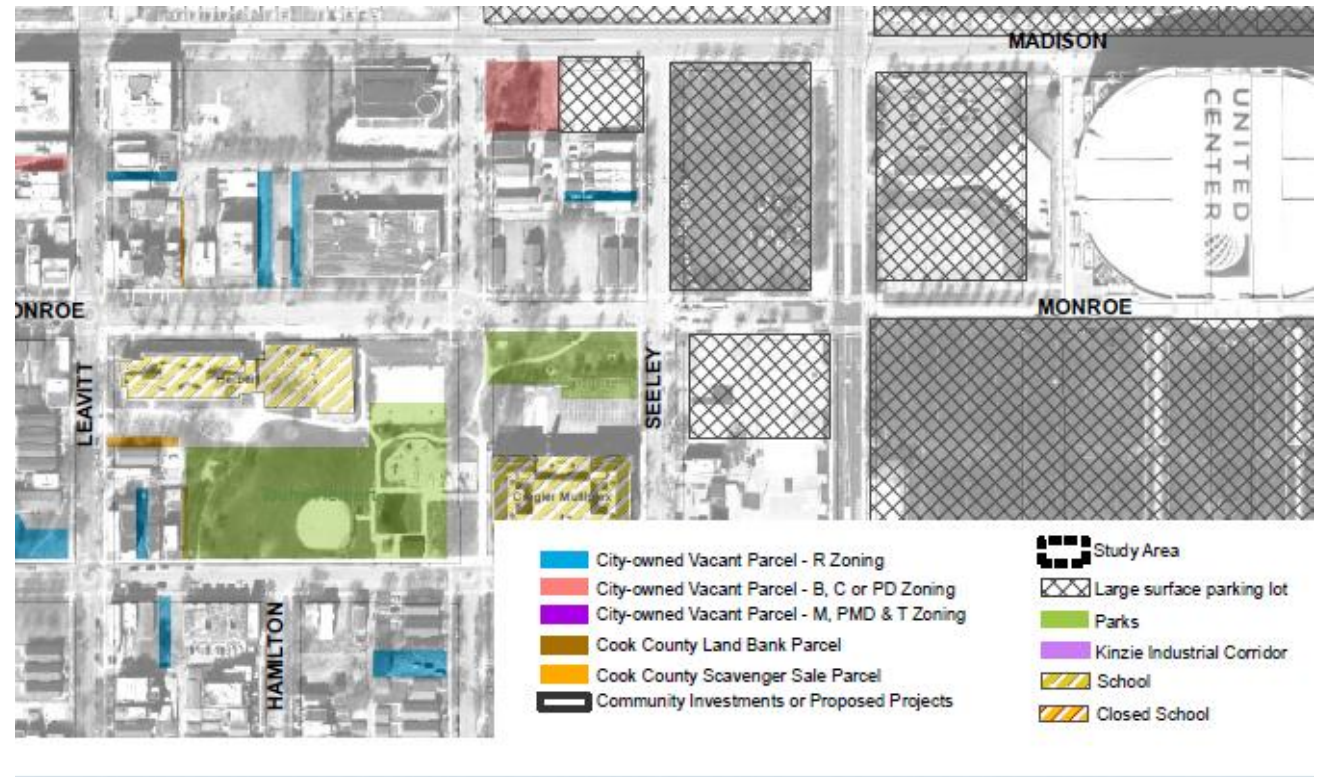 MADISON
UNITED
CENTER
ONROE
MONROE
LEAVITT
SEELEY
Cregier Multiplex
HAMILTON
City-owned Vacant Parcel - R Zoning
City-owned Vacant Parcel - B, C or PD Zoning
City-owned Vacant Parcel - M, PMD & T Zoning
Cook County Land Bank Parcel
Cook County Scavenger Sale Parcel
Community Investments or Proposed Projects
Study Area
Large surface parking lot
Parks
Kinzie Industrial Corridor
School
Closed School